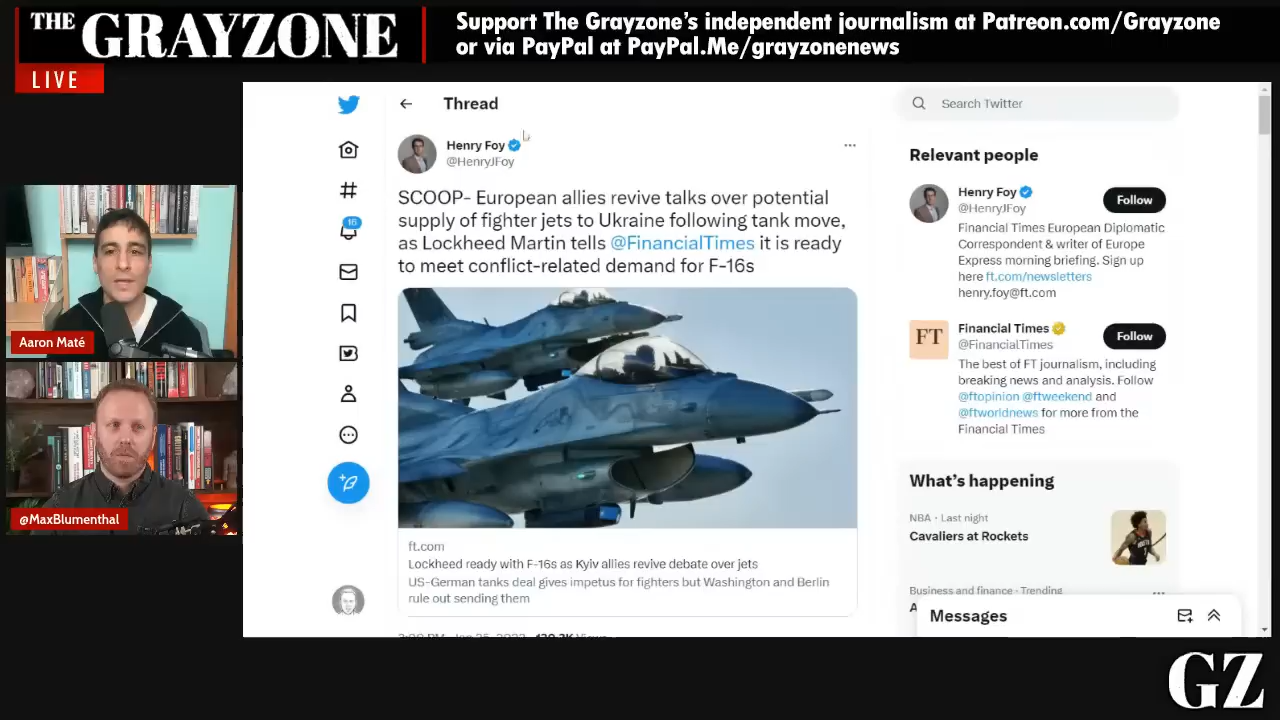 THE GRAYZONE
LIVE
Support The Grayzone's independent journalism at Patreon.com/Grayzone
or via PayPal at PayPal.Me/grayzonenews
Aaron Maté
@MaxBlumenthal
16
Thread
Henry Foy
@HenryJFoy
SCOOP- European allies revive talks over potential
supply of fighter jets to Ukraine following tank move,
as Lockheed Martin tells @FinancialTimes it is ready
to meet conflict-related demand for F-16s
ft.com
Lockheed ready with F-16s as Kyiv allies revive debate over jets
US-German tanks deal gives impetus for fighters but Washington and Berlin
rule out sending them
Search Twitter
Relevant people
Henry Foy
@HenryJFoy
Follow
Financial Times European Diplomatic
Correspondent & writer of Europe
Express morning briefing. Sign up
here ft.com/newsletters
henry.foy@ft.com
FT
Financial Times
@FinancialTimes
Follow
The best of FT journalism, including
breaking news and analysis. Follow
@ftopinion @ftweekend and
@ftworldnews for more from the
Financial Times
What's happening
NBA · Last night
Cavaliers at Rockets
Business and finance · Trending
Messages
GZ